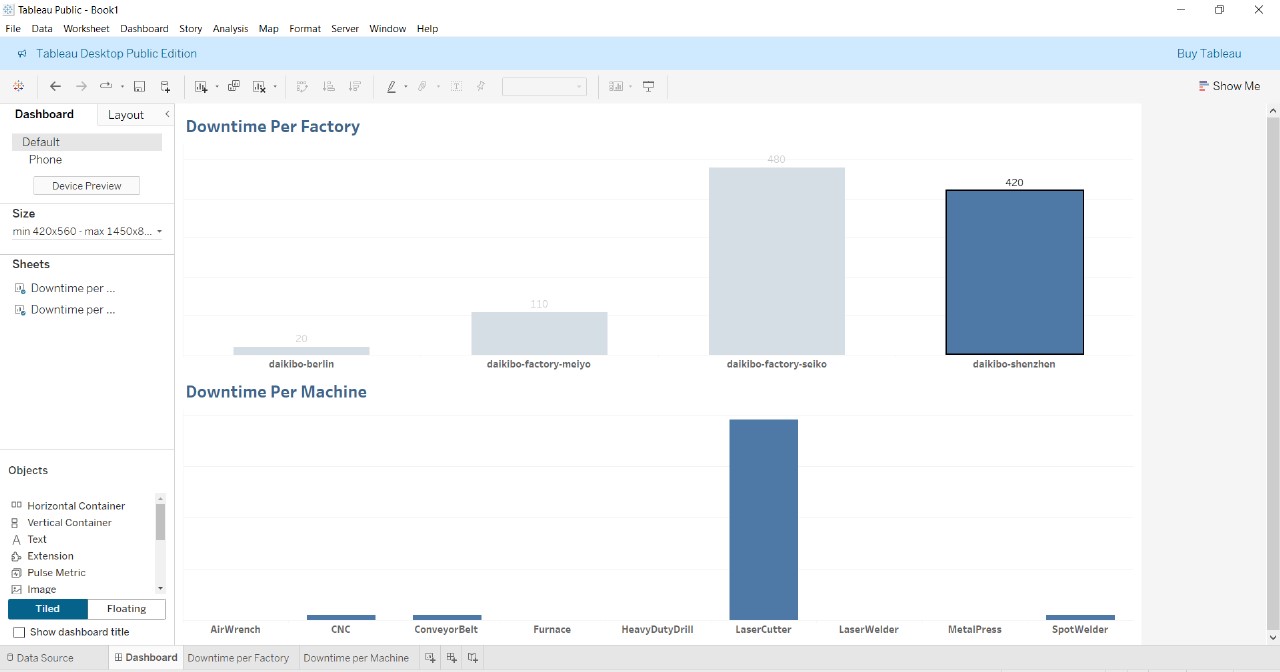 Tableau Public - Book1
File Data Worksheet Dashboard Story Analysis Map Format Server Window Help
Tableau Desktop Public Edition
Buy Tableau
Show Me
Dashboard Layout
Default
Phone
Device Preview
Size
min 420x560 - max 1450x8...
Sheets
Downtime per ...
Downtime per ...
Objects
Horizontal Container
Vertical Container
Text
Extension
Pulse Metric
Image
Tiled Floating
Show dashboard title
Downtime Per Factory
20
110
480
420
daikibo-berlin daikibo-factory-meiyo daikibo-factory-seiko daikibo-shenzhen
Downtime Per Machine
AirWrench CNC ConveyorBelt Furnace HeavyDutyDrill LaserCutter LaserWelder MetalPress SpotWelder
Data Source Dashboard Downtime per Factory Downtime per Machine